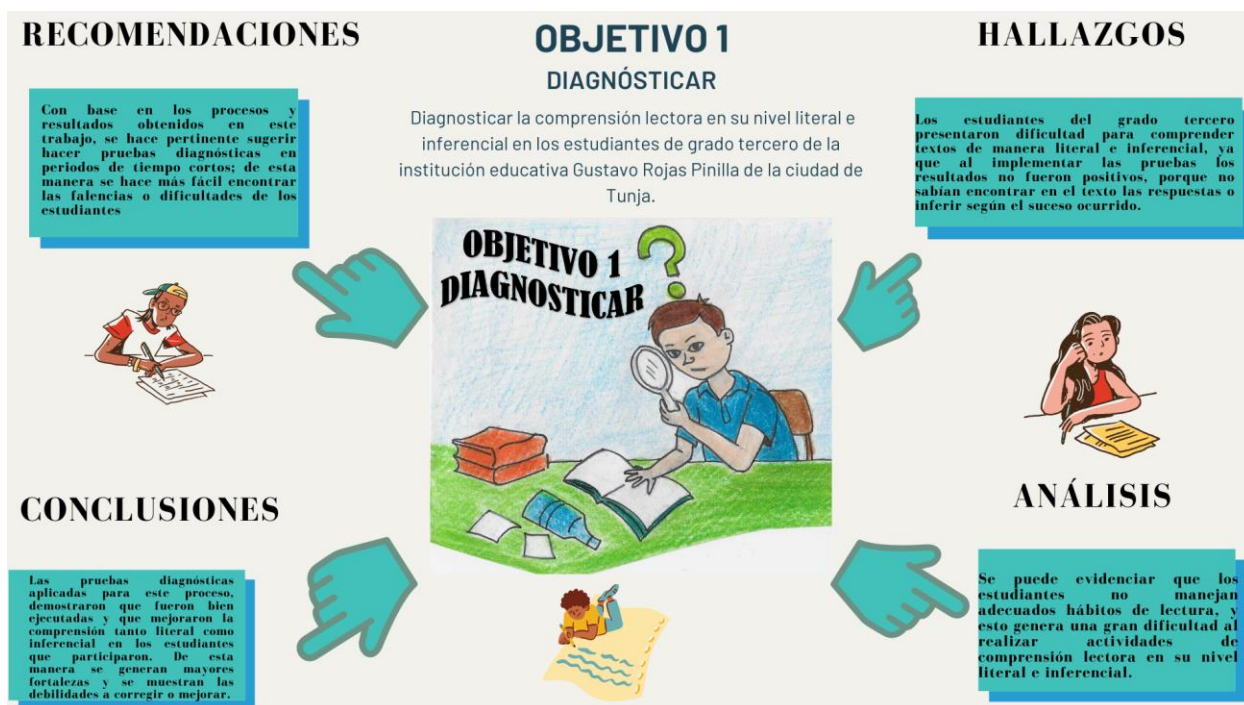 RECOMENDACIONES
Con base en los procesos y
resultados obtenidos en este
trabajo, se hace pertinente sugerir
hacer pruebas diagnósticas en
periodos de tiempo cortos; de esta
manera se hace más fácil encontrar
las falencias o dificultades de los
estudiantes
OBJETIVO 1
DIAGNÓSTICAR
Diagnosticar la comprensión lectora en su nivel literal e
inferencial en los estudiantes de grado tercero de la
institución educativa Gustavo Rojas Pinilla de la ciudad de
Tunja.
OBJETIVO 1
DIAGNOSTICAR
HALLAZGOS
Los estudiantes del grado tercero
presentaron dificultad para comprender
textos de manera literal e inferencial, ya
que al implementar las pruebas los
resultados no fueron positivos, porque no
sabían encontrar en el texto las respuestas o
inferir según el suceso ocurrido.
CONCLUSIONES
Las pruebas diagnósticas
aplicadas para este proceso,
demostraron que fueron bien
ejecutadas y que mejoraron la
comprensión tanto literal como
inferencial en los estudiantes
que participaron. De esta
manera se generan mayores
fortalezas y se muestran las
debilidades a corregir o mejorar.
ANÁLISIS
Se puede evidenciar que los
estudiantes no manejan
adecuados hábitos de lectura, y
esto genera una gran dificultad al
realizar actividades de
comprensión lectora en su nivel
literal e inferencial.